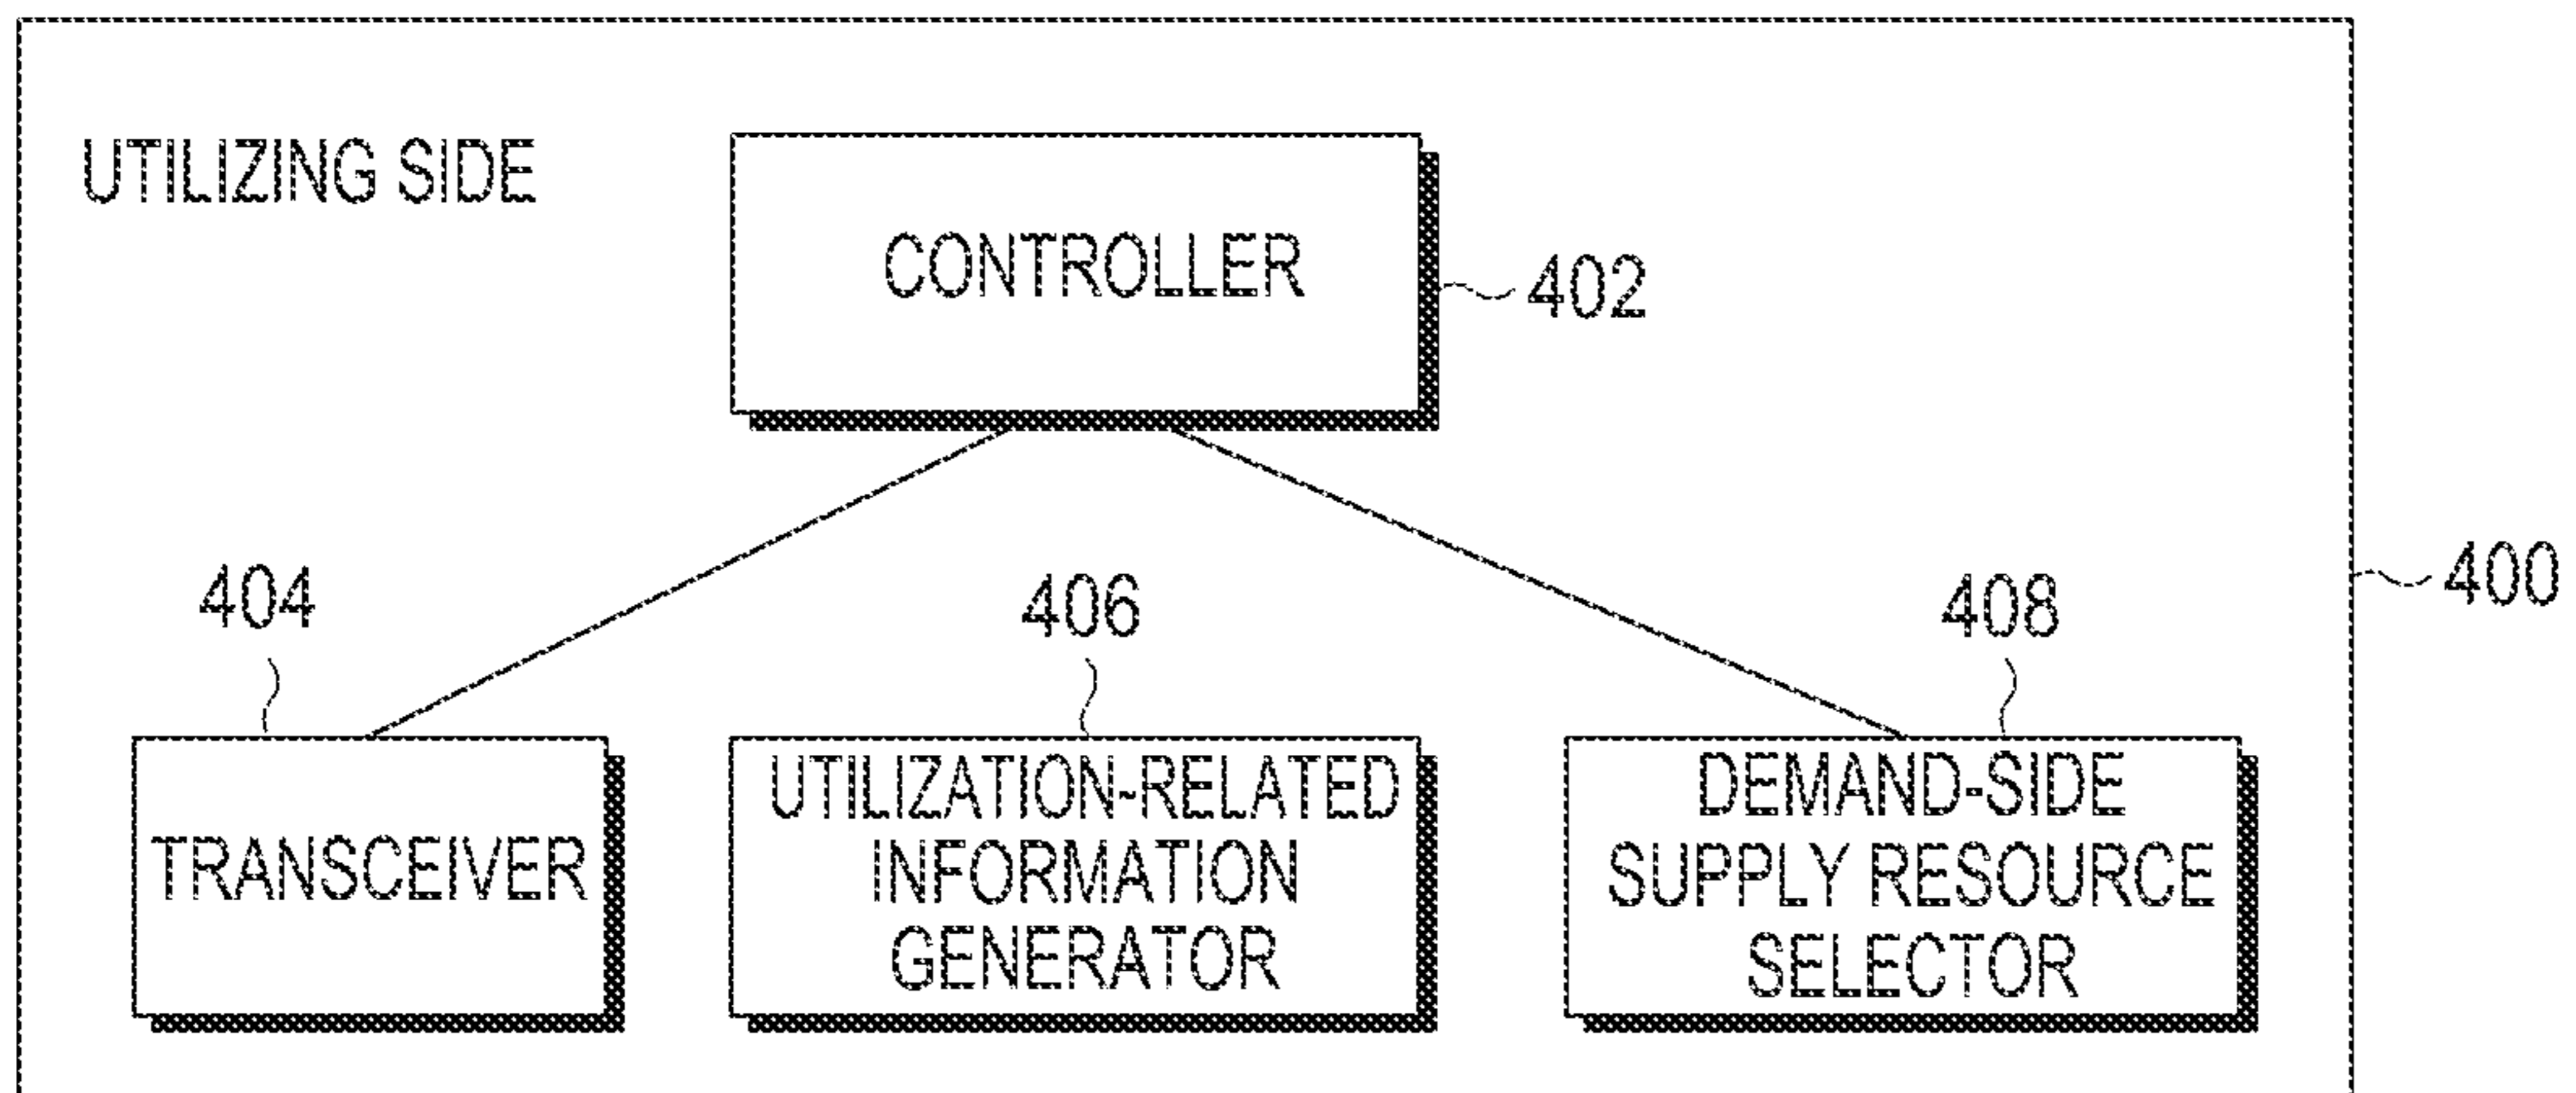 UTILIZING SIDE
CONTROLLER
402
404
406
408
400
TRANSCEIVER
UTILIZATION-RELATED
INFORMATION
GENERATOR
DEMAND-SIDE
SUPPLY RESOURCE
SELECTOR